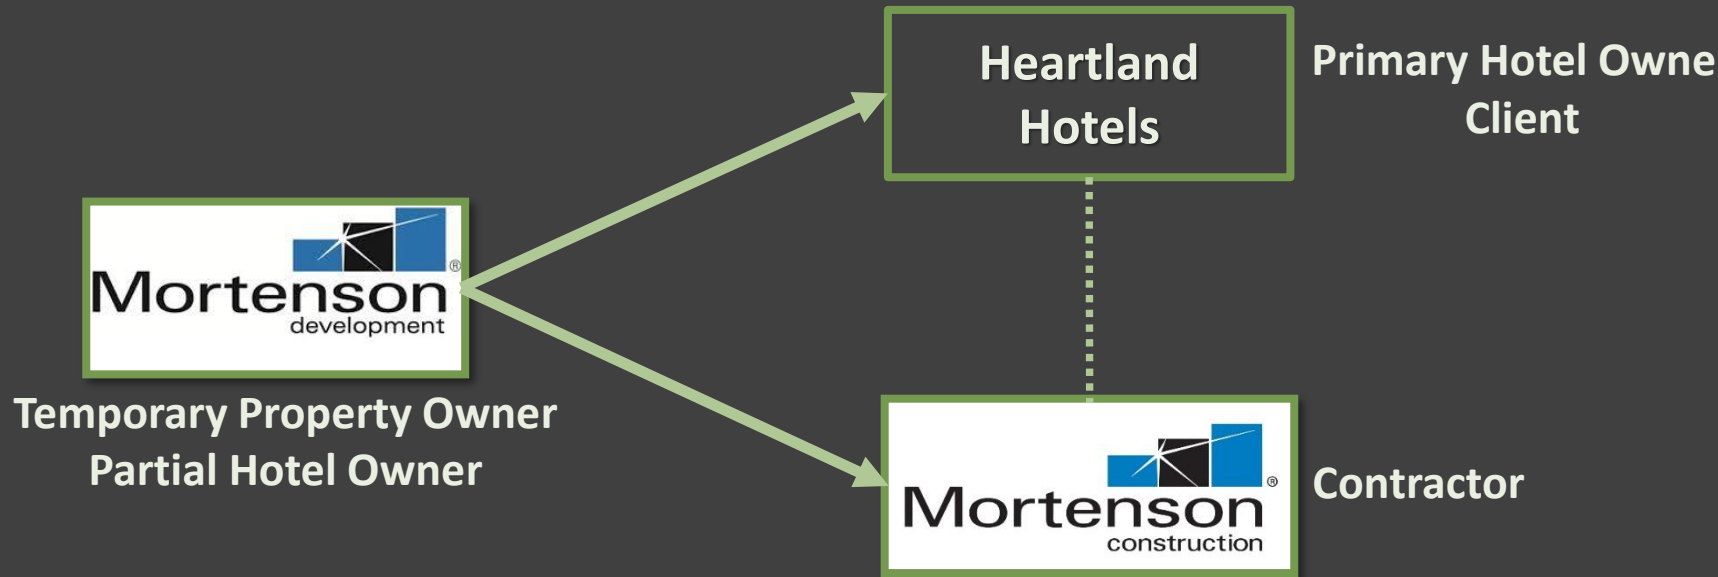 Heartland
Hotels
Primary Hotel Owne
Client
Mortenson®
development
Temporary Property Owner
Partial Hotel Owner
Mortenson®
construction
Contractor